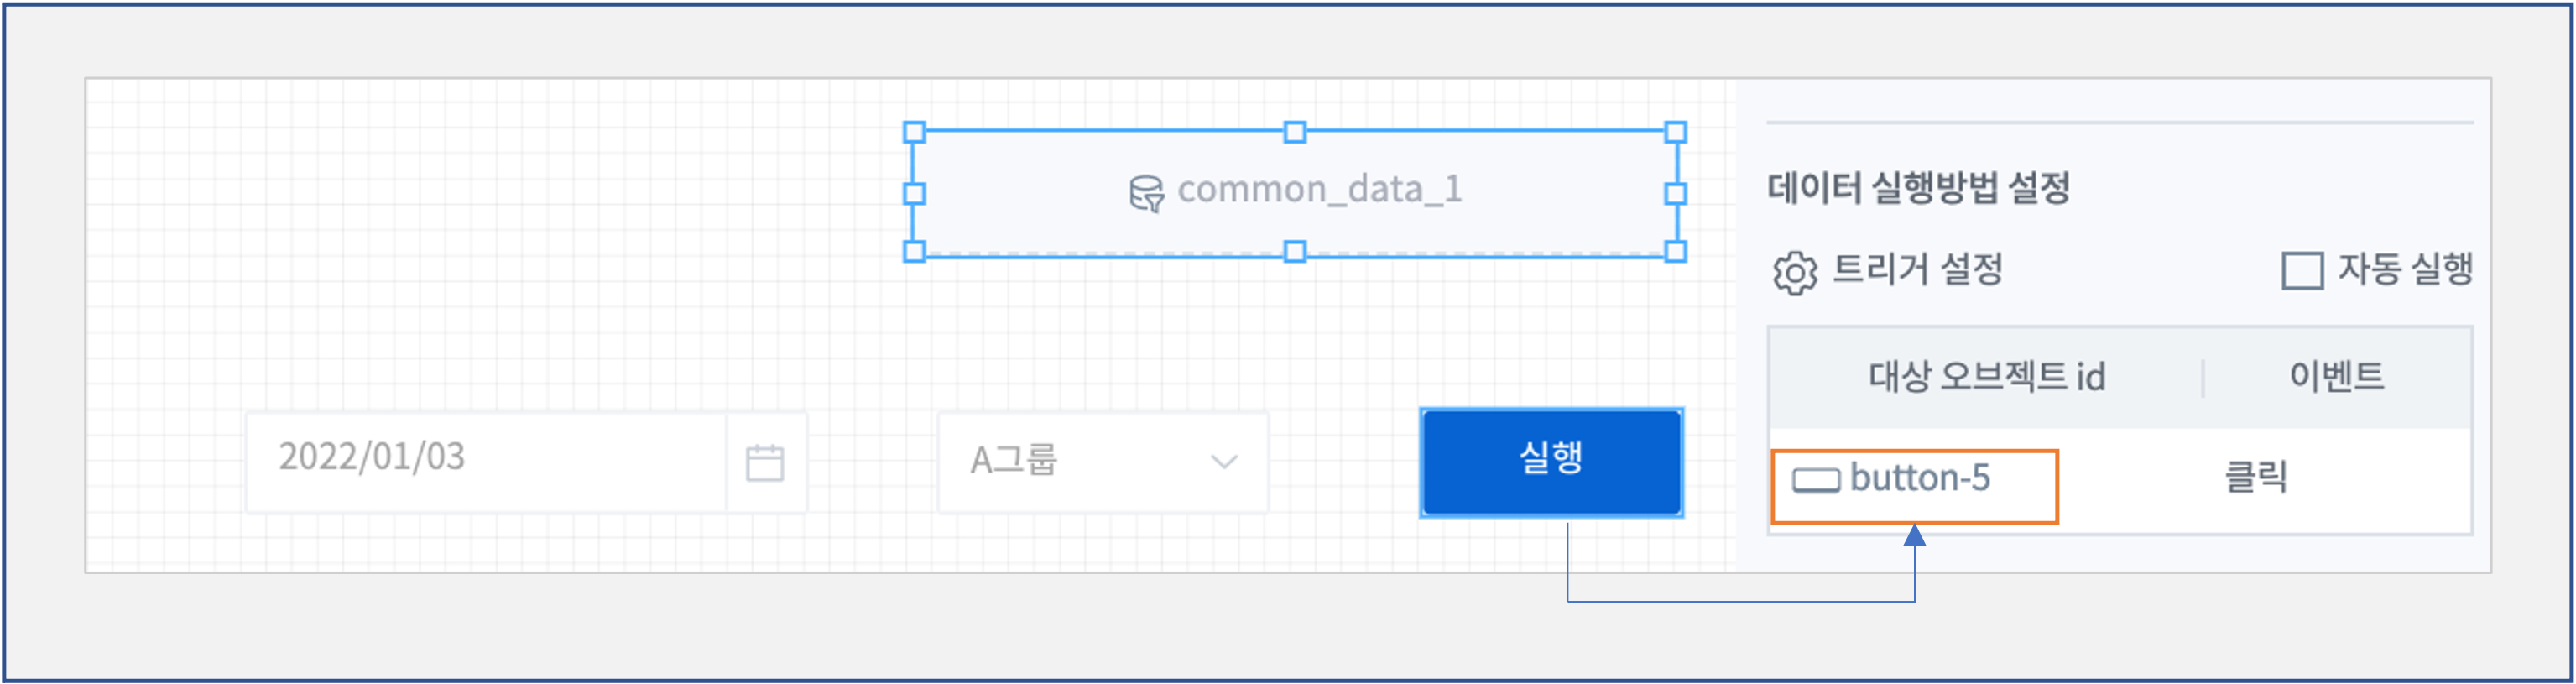 common_data_1
2022/01/03
A그룹
실행
데이터 실행방법 설정
트리거 설정
자동 실행
대상 오브젝트 id
이벤트
button-5
클릭